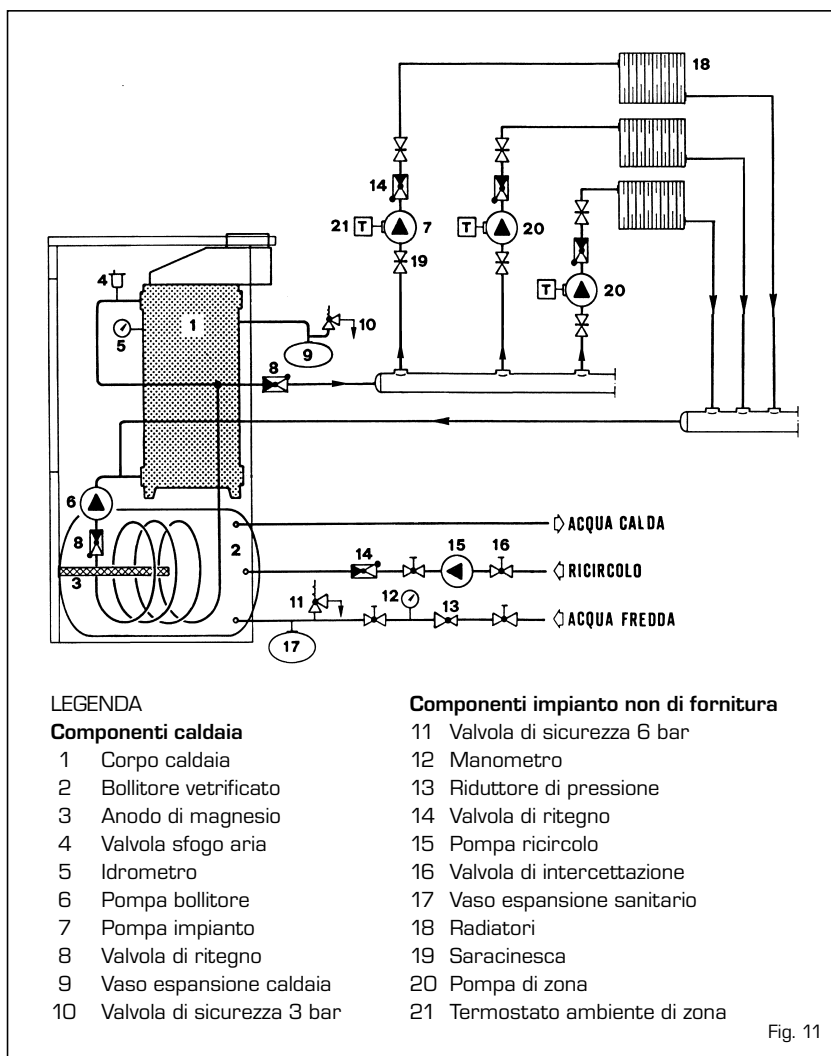 18
14
21 T 7
T 20
19
T 20
4
1
5
10
9
8
6
ACQUA CALDA
8
2
14
15
16
RICIRCOLO
3
11
12
13
ACQUA FREDDA
17
LEGENDA
Componenti caldaia
1 Corpo caldaia
2 Bollitore vetrificato
3 Anodo di magnesio
4 Valvola sfogo aria
5 Idrometro
6 Pompa bollitore
7 Pompa impianto
8 Valvola di ritegno
9 Vaso espansione caldaia
10 Valvola di sicurezza 3 bar
Componenti impianto non di fornitura
11 Valvola di sicurezza 6 bar
12 Manometro
13 Riduttore di pressione
14 Valvola di ritegno
15 Pompa ricircolo
16 Valvola di intercettazione
17 Vaso espansione sanitario
18 Radiatori
19 Saracinesca
20 Pompa di zona
21 Termostato ambiente di zona
Fig. 11